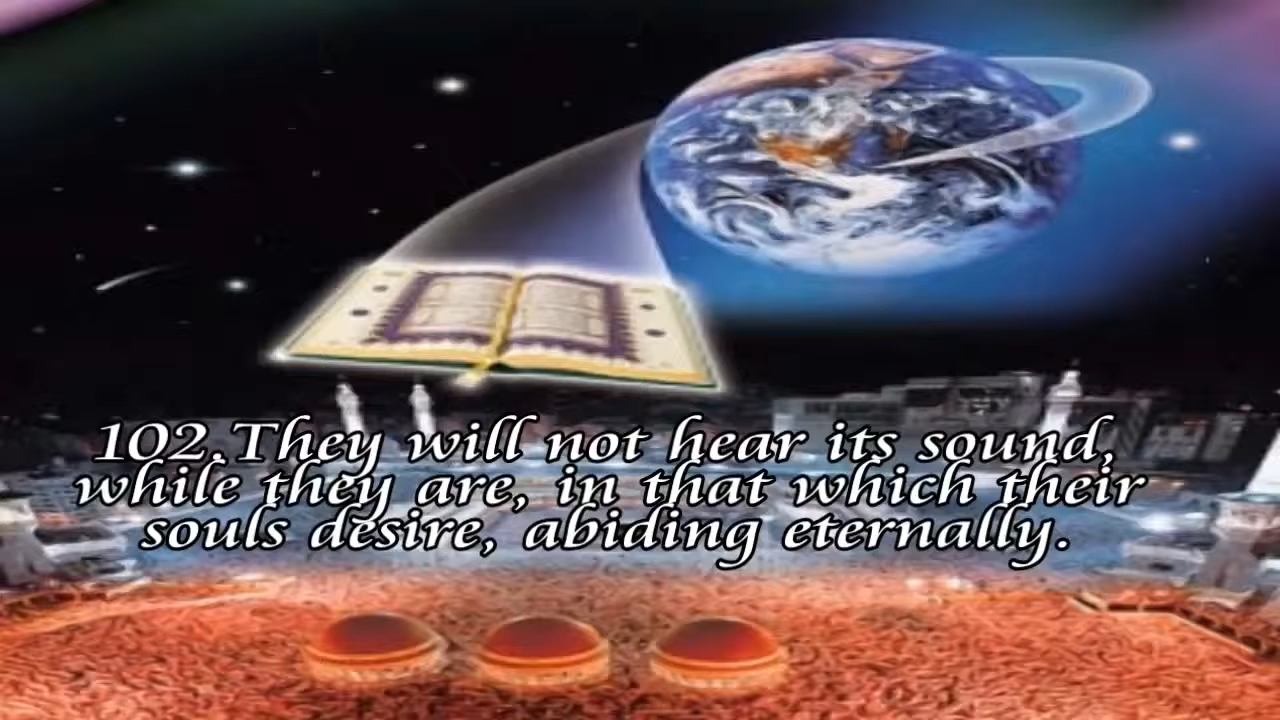 102.They will not hear its sound,
while they are, in that which their
souls desire, abiding eternally.